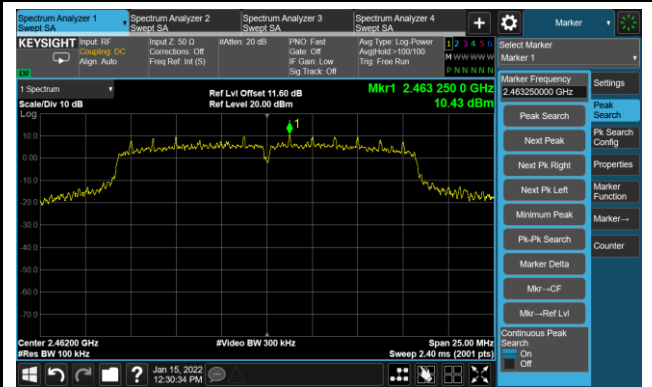 Spectrum Analyzer 1
Swept SA
Spectrum Analyzer 2
Swept SA
Spectrum Analyzer 3
Swept SA
Spectrum Analyzer 4
Swept SA
+
Marker
KEYSIGHT
Input: RF
Coupling: DC
Align: Auto
Input Z: 50 Ω
Corrections: Off
Freq Ref: Int (S)
#Atten: 20 dB
PNO: Fast
Gate: Off
IF Gain: Low
Sig Track: Off
Avg Type: Log-Power
Avg|Hold: >100/100
Trig: Free Run
1 2 3 4 5 6
M W W W W W
P N N N N N
LXI
Select Marker
Marker 1
1 Spectrum
Scale/Div 10 dB
Log
Ref Lvl Offset 11.60 dB
Ref Level 20.00 dBm
Mkr1 2.463 250 0 GHz
10.43 dBm
1
10.0
0.00
-10.0
-20.0
-30.0
-40.0
-50.0
-60.0
-70.0
Center 2.46200 GHz
#Res BW 100 kHz
#Video BW 300 kHz
Span 25.00 MHz
Sweep 2.40 ms (2001 pts)
Marker Frequency
2.463250000 GHz
Peak Search
Next Peak
Next Pk Right
Next Pk Left
Minimum Peak
Pk-Pk Search
Marker Delta
Mkr→CF
Mkr→Ref Lvl
Continuous Peak
Search
On
Off
Settings
Peak
Search
Pk Search
Config
Properties
Marker
Function
Marker→
Counter
?
Jan 15, 2022
12:30:34 PM